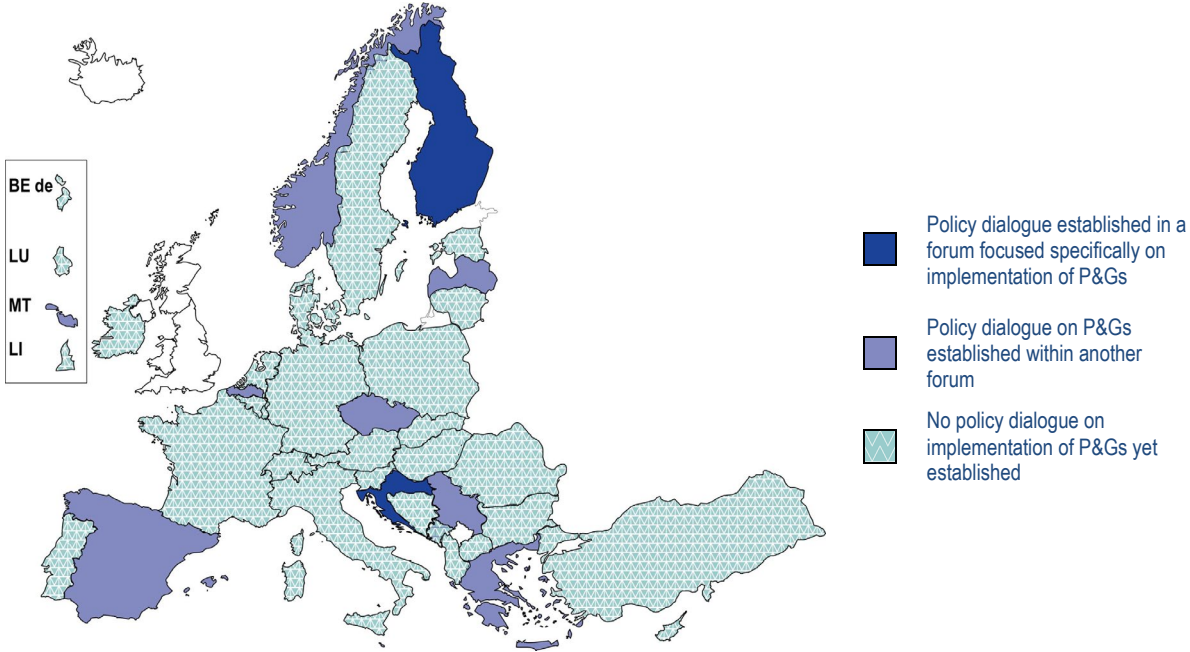 BE de
LU
MT
LI
Policy dialogue established in a
forum focused specifically on
implementation of P&Gs
Policy dialogue on P&Gs
established within another
forum
No policy dialogue on
implementation of P&Gs yet
established